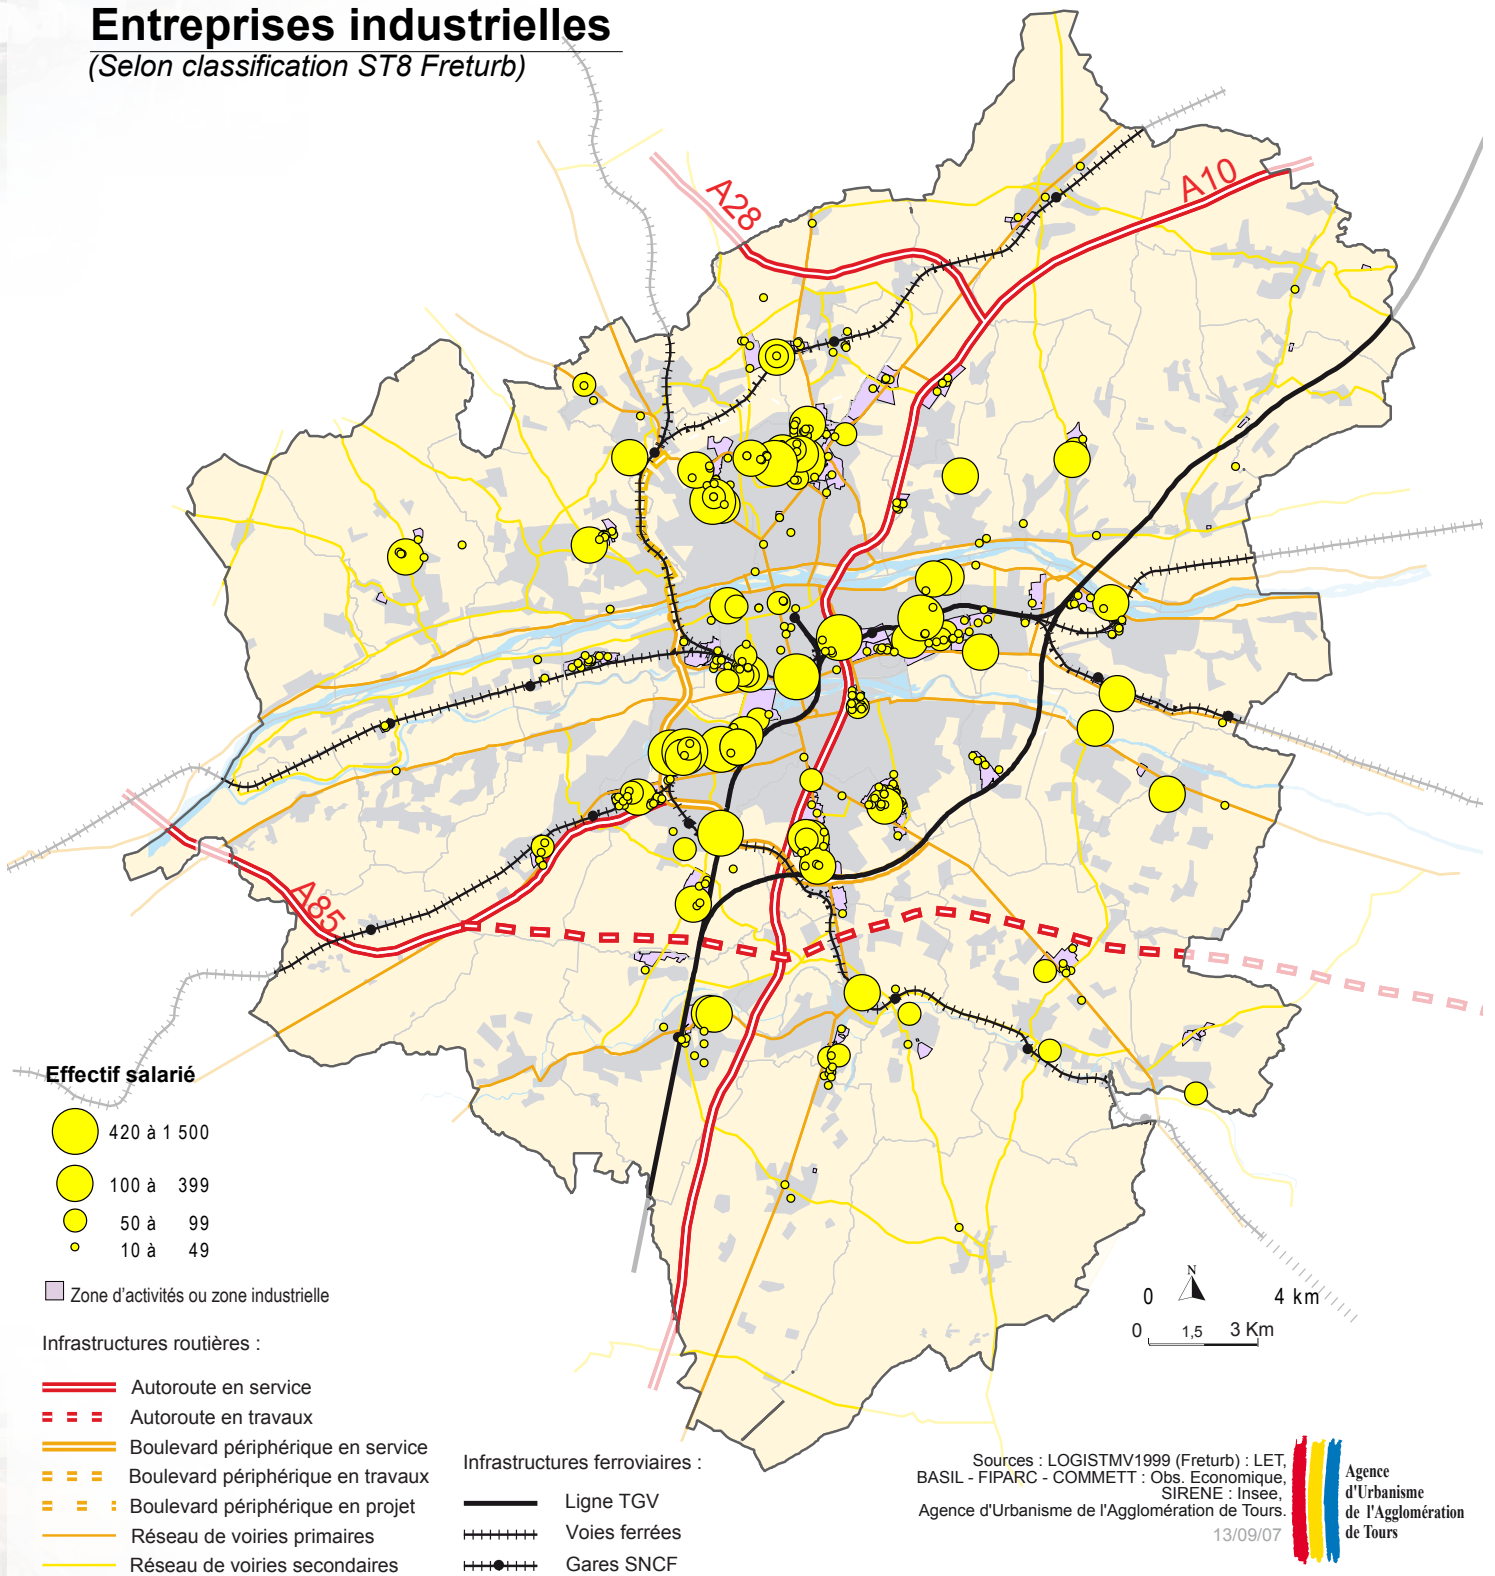 Entreprises industrielles
(Selon classification ST8 Freturb)
A28
A10
A85
Effectif salarié
420 à 1 500
100 à 399
50 à 99
10 à 49
Zone d'activités ou zone industrielle
Infrastructures routières :
Autoroute en service
Autoroute en travaux
Boulevard périphérique en service
Boulevard périphérique en travaux
Boulevard périphérique en projet
Réseau de voiries primaires
Réseau de voiries secondaires
Infrastructures ferroviaires :
Ligne TGV
Voies ferrées
Gares SNCF
N
0 4 km
0 1,5 3 Km
Sources : LOGISTMV1999 (Freturb) : LET,
BASIL - FIPARC - COMMETT : Obs. Economique,
SIRENE : Insee,
Agence d'Urbanisme de l'Agglomération de Tours.
13/09/07
Agence
d'Urbanisme
de l'Agglomération
de Tours